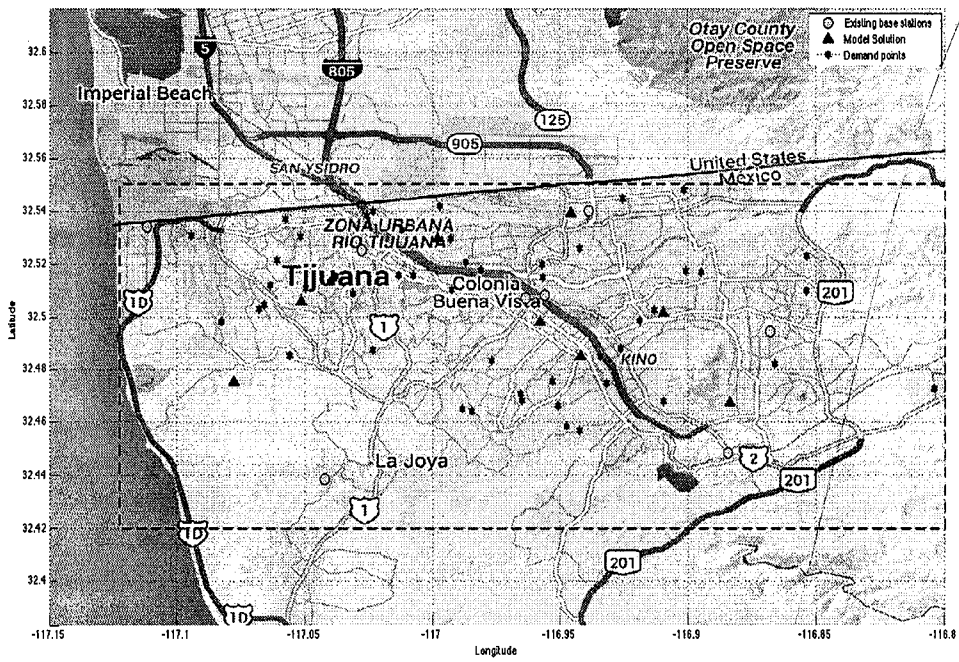 Existing base stations
Model Solution
Demand points
32.6
32.58
32.56
32.54
32.52
32.5
32.48
32.46
32.44
32.42
32.4
Latitude
5
805
Otay County
Open Space
Preserve
Imperial Beach
125
905
SAN YSIDRO
United States
México
ZONA URBANA
RIO TIJUANA
Tijuana
Colonia
Buena Vista
1D
201
1
KINO
La Joya
2
201
1
1D
201
1D
-117.15
-117.1
-117.05
-117
-116.95
-116.9
-116.85
-116.8
Longitude